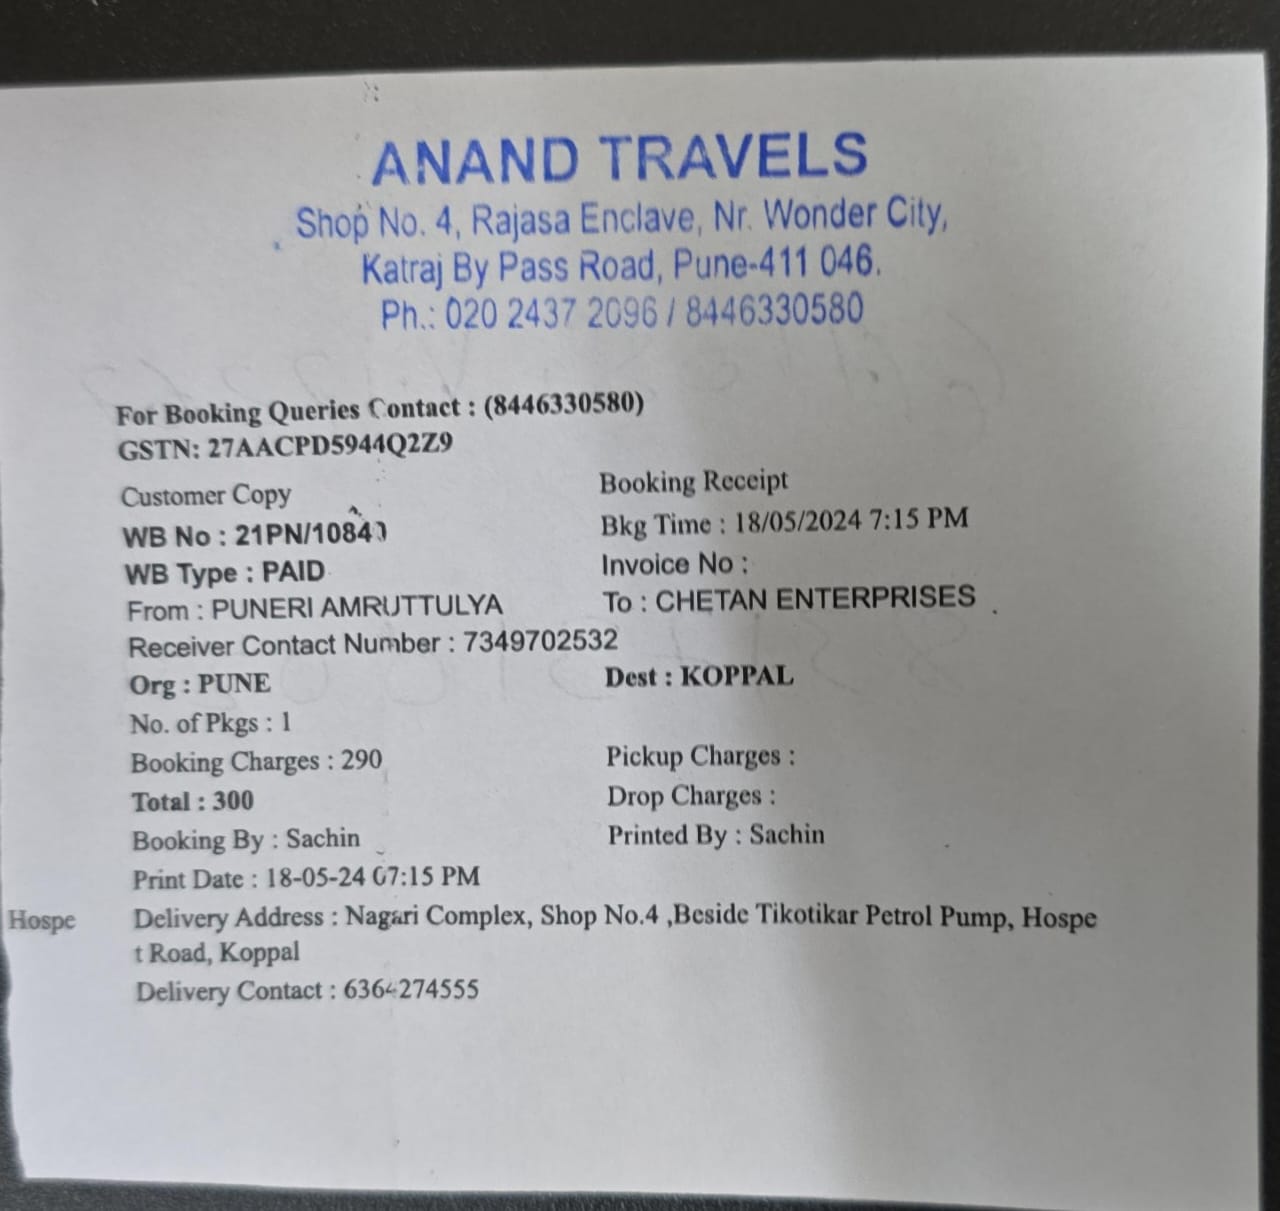 ANAND TRAVELS
Shop No. 4, Rajasa Enclave, Nr. Wonder City,
Katraj By Pass Road, Pune-411 046.
Ph.: 020 2437 2096 / 8446330580
For Booking Queries Contact : (8446330580)
GSTN: 27AACPD5944Q2Z9
Customer Copy
Booking Receipt
WB No : 21PN/10840
Bkg Time : 18/05/2024 7:15 PM
WB Type : PAID
Invoice No :
From : PUNERI AMRUTTULYA
To : CHETAN ENTERPRISES
Receiver Contact Number : 7349702532
Org : PUNE
Dest : KOPPAL
No. of Pkgs : 1
Booking Charges : 290
Pickup Charges :
Total : 300
Drop Charges :
Booking By : Sachin
Printed By : Sachin
Print Date : 18-05-24 07:15 PM
Hospe
Delivery Address : Nagari Complex, Shop No.4 ,Beside Tikotikar Petrol Pump, Hospe
t Road, Koppal
Delivery Contact : 6364274555